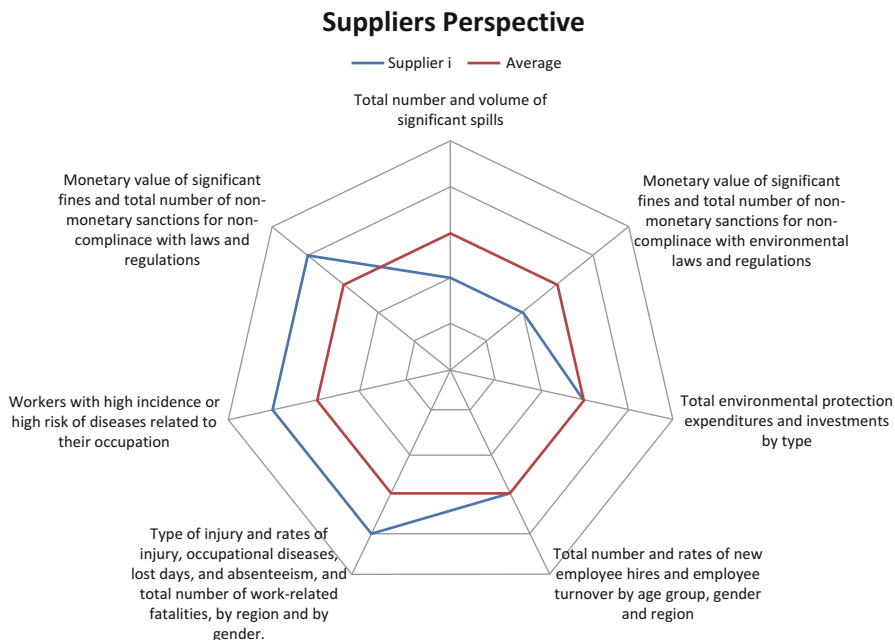 Suppliers Perspective
Supplier i
Average
Total number and volume of
significant spills
Monetary value of significant
fines and total number of non-
monetary sanctions for non-
complinace with laws and
regulations
Monetary value of significant
fines and total number of non-
monetary sanctions for non-
complinace with environmental
laws and regulations
Workers with high incidence or
high risk of diseases related to
their occupation
Total environmental protection
expenditures and investments
by type
Type of injury and rates of
injury, occupational diseases,
lost days, and absenteeism, and
total number of work-related
fatalities, by region and by
gender.
Total number and rates of new
employee hires and employee
turnover by age group, gender
and region